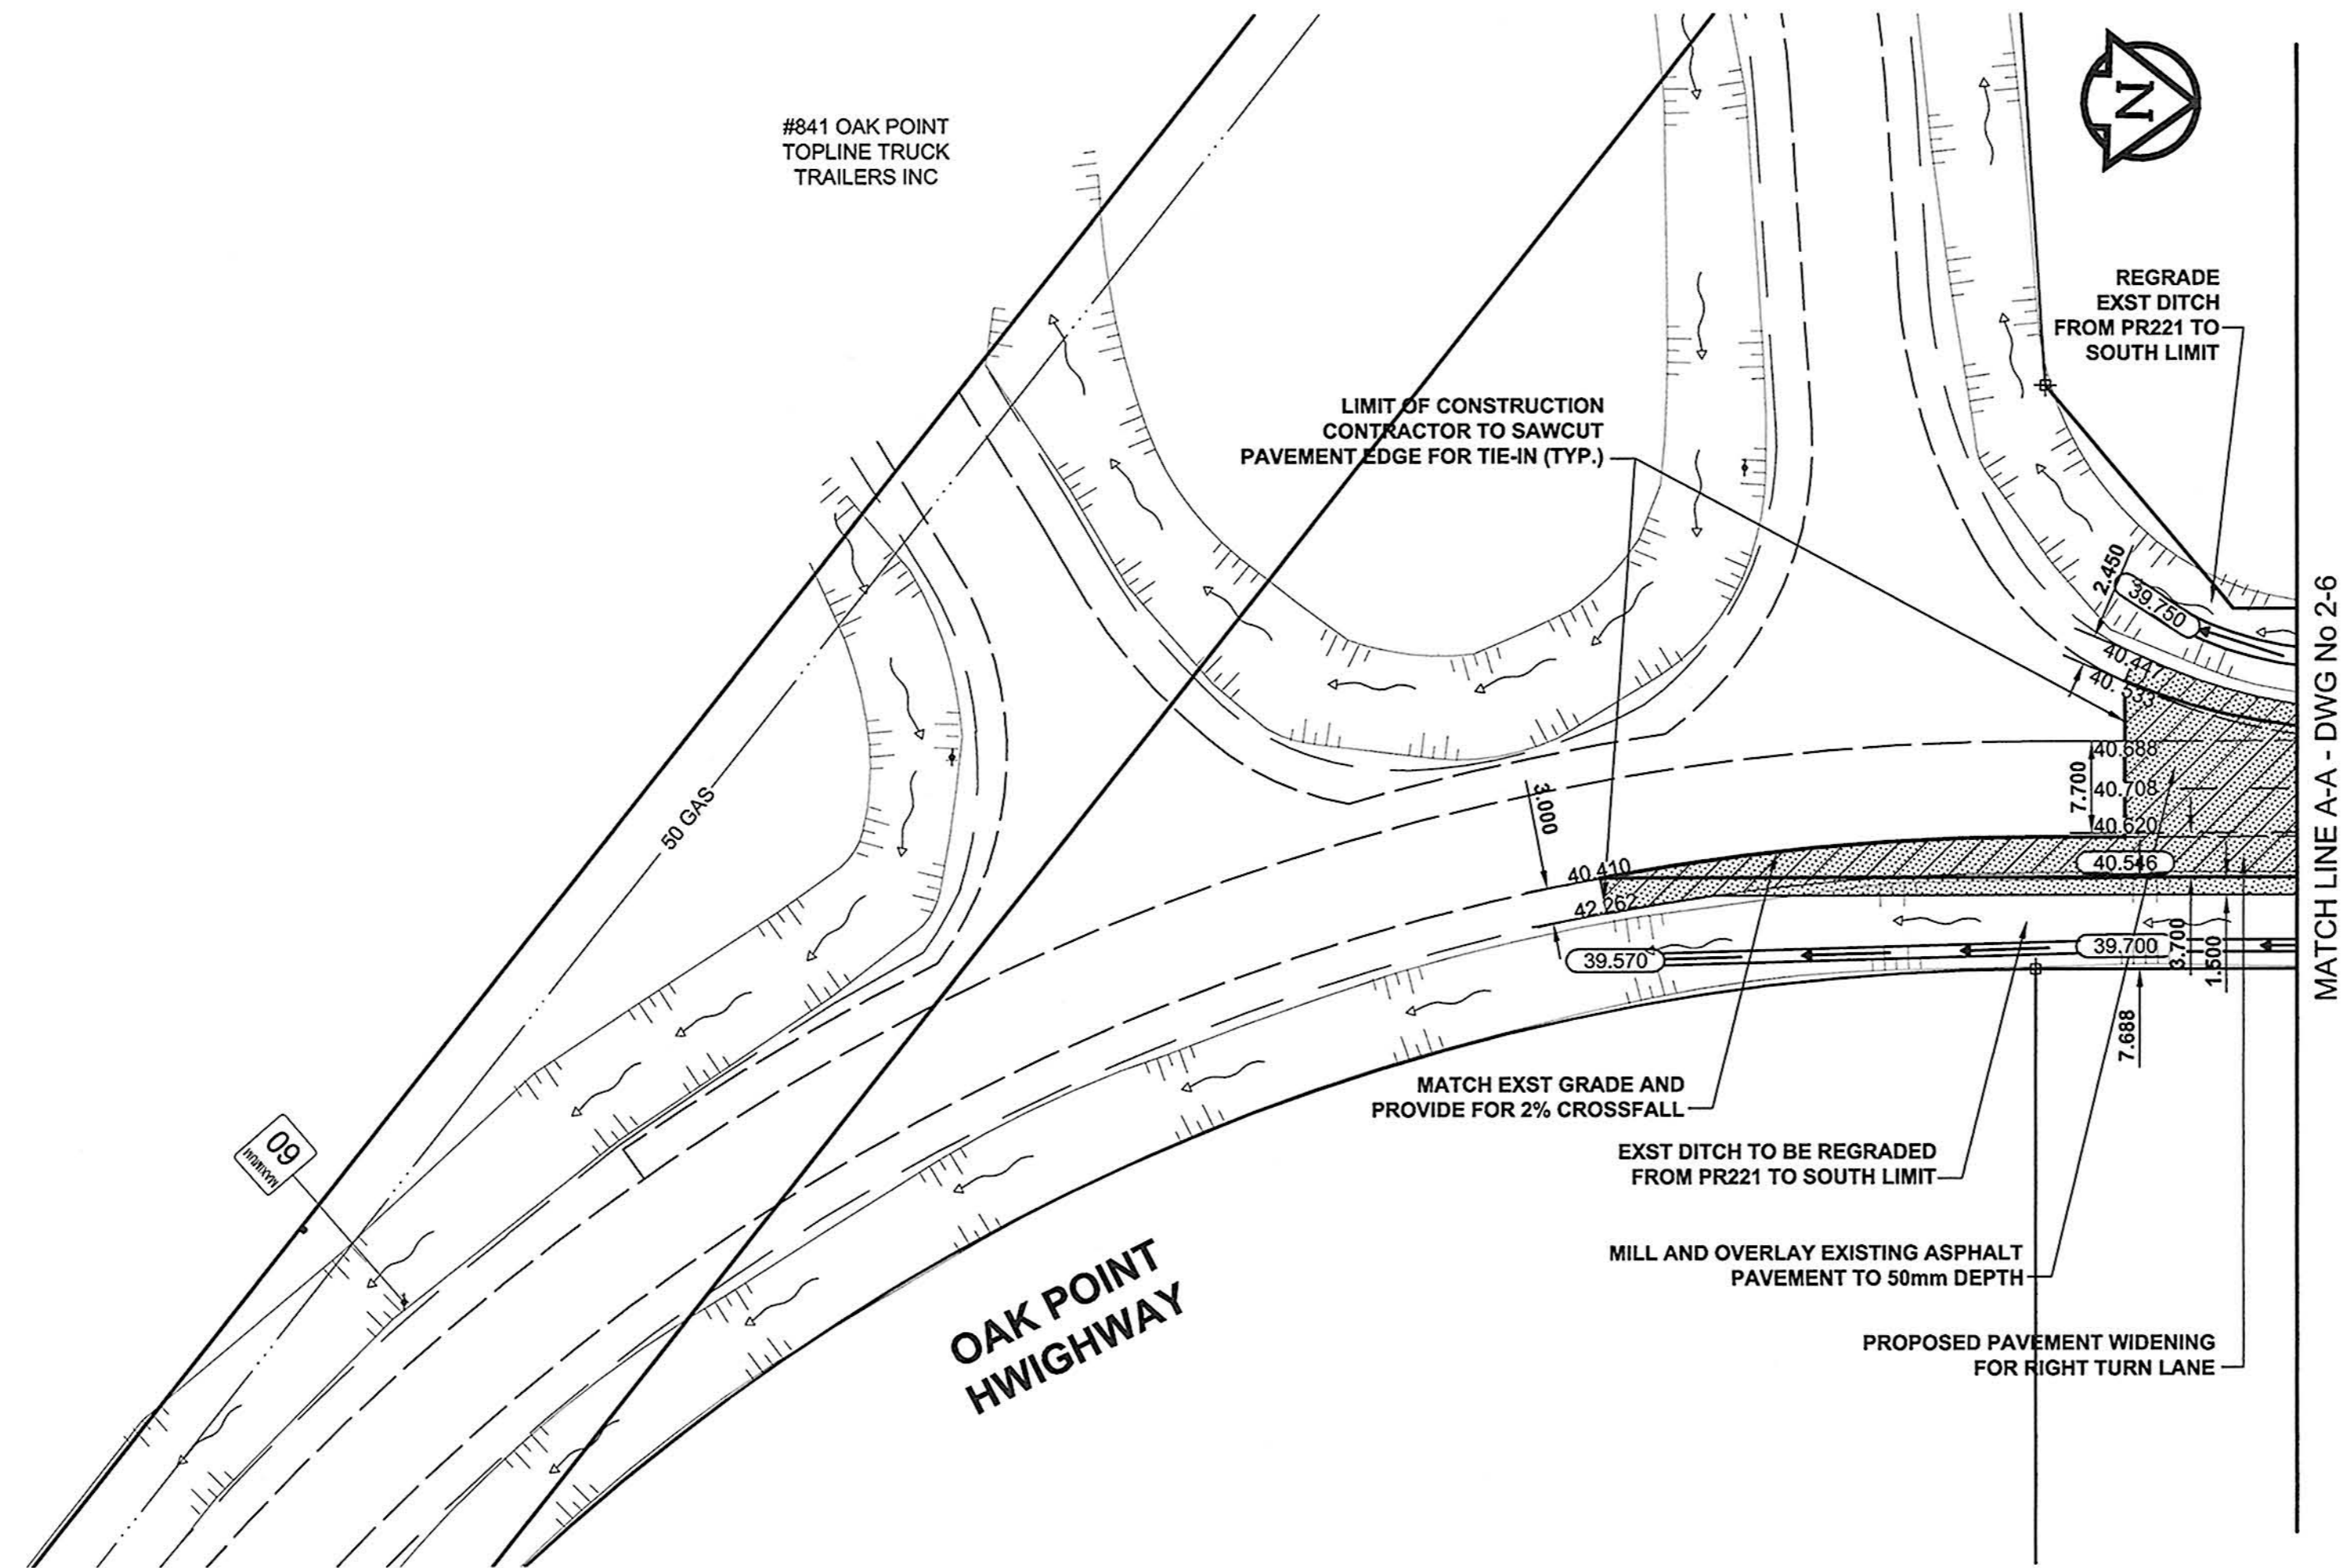 #841 OAK POINT
TOPLINE TRUCK
TRAILERS INC
N
REGRADE
EXST DITCH
FROM PR221 TO
SOUTH LIMIT
LIMIT OF CONSTRUCTION
CONTRACTOR TO SAWCUT
PAVEMENT EDGE FOR TIE-IN (TYP.)
2.450
39.750
40.447
40.533
40.688
7.700
40.708
40.620
40.546
50 GAS
3.000
40.410
42.262
39.570
39.700
3.700
1.500
7.688
MATCH LINE A-A - DWG No 2-6
MATCH EXST GRADE AND
PROVIDE FOR 2% CROSSFALL
EXST DITCH TO BE REGRADED
FROM PR221 TO SOUTH LIMIT
MAXIMUM
60
MILL AND OVERLAY EXISTING ASPHALT
PAVEMENT TO 50mm DEPTH
OAK POINT
HWIGHWAY
PROPOSED PAVEMENT WIDENING
FOR RIGHT TURN LANE